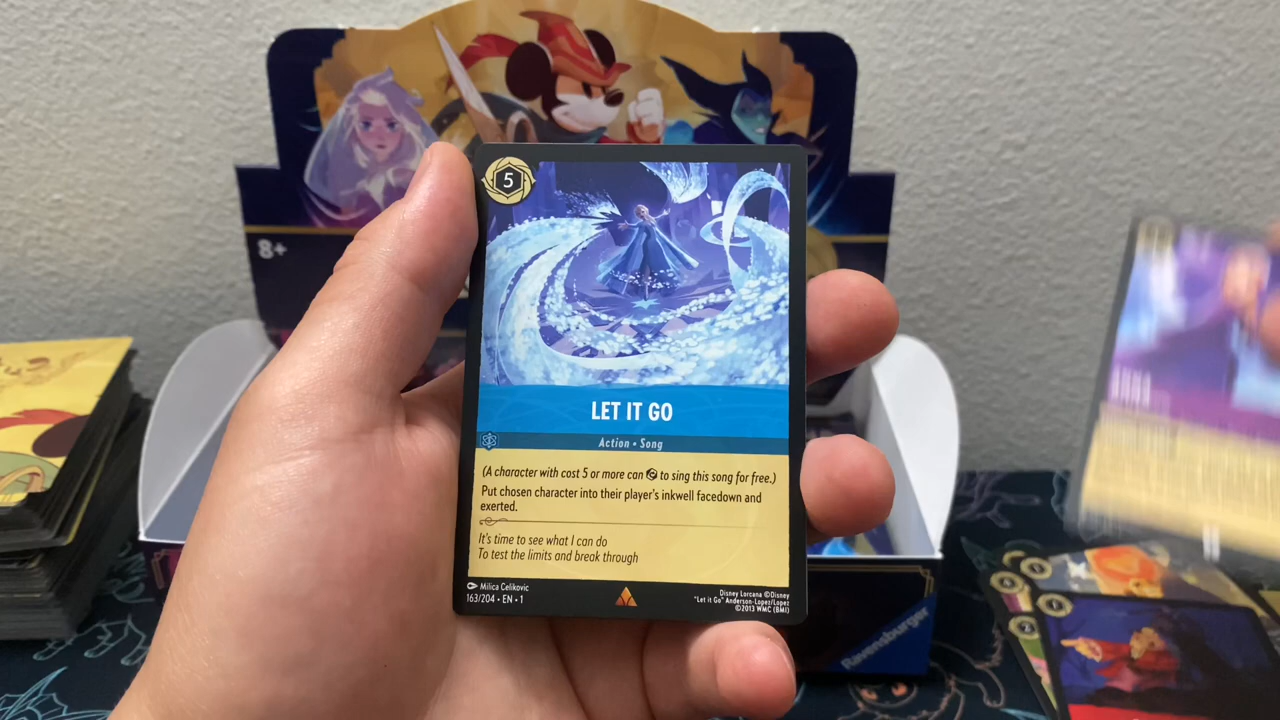 8+
5
LET IT GO
Action • Song
(A character with cost 5 or more can to sing this song for free.)
Put chosen character into their player's inkwell facedown and
exerted.
It's time to see what I can do
To test the limits and break through
Milica Celikovic
163/204 • EN • 1
Disney Lorcana ©Disney
"Let it Go" Anderson-Lopez/Lopez
©2013 WMC (BMI)
Ravensburger
2